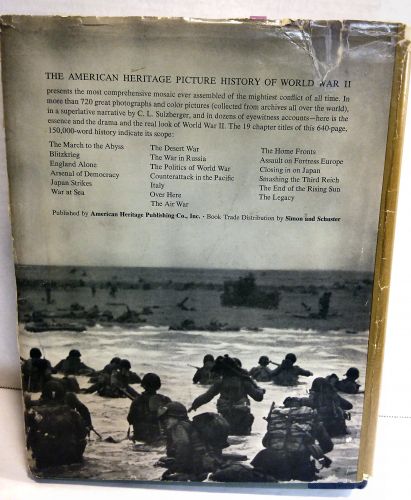 THE AMERICAN HERITAGE PICTURE HISTORY OF WORLD WAR II
presents the most comprehensive mosaic ever assembled of the mightiest conflict of all time. In
more than 720 great photographs and color pictures (collected from archives all over the world), in
a superlative narrative by C. L. Sulzberger, and in dozens of eyewitness accounts—here is the
essence and the drama and the real look of World War II. The 19 chapter titles of this 640-page,
150,000-word history indicate its scope:
The March to the Abyss
Blitzkrieg
England Alone
Arsenal of Democracy
Japan Strikes
War at Sea
The Desert War
The War in Russia
The Politics of World War
Counterattack in the Pacific
Italy
Over Here
The Air War
The Home Fronts
Assault on Fortress Europe
Closing in on Japan
Smashing the Third Reich
The End of the Rising Sun
The Legacy
Published by American Heritage Publishing Co., Inc. · Book Trade Distribution by Simon and Schuster